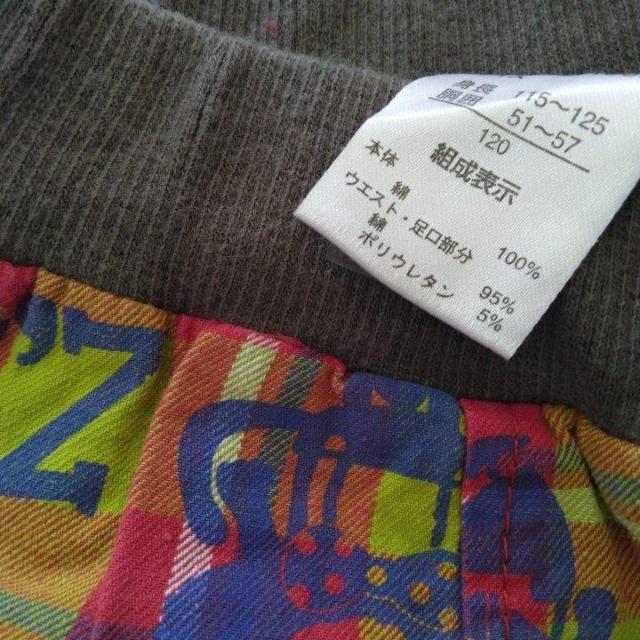 身長 115～125
胴囲 51～57
120
組成表示
本体
綿 100%
ウエスト・足口部分
綿 95%
ポリウレタン 5%
Z